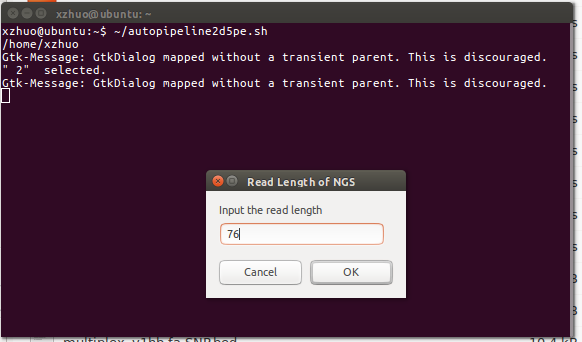 xzhuo@ubuntu: ~
xzhuo@ubuntu:~$ ~/autopipeline2d5pe.sh
/home/xzhuo
Gtk-Message: GtkDialog mapped without a transient parent. This is discouraged.
" 2"  selected.
Gtk-Message: GtkDialog mapped without a transient parent. This is discouraged.
Read Length of NGS
Input the read length
76
Cancel
OK